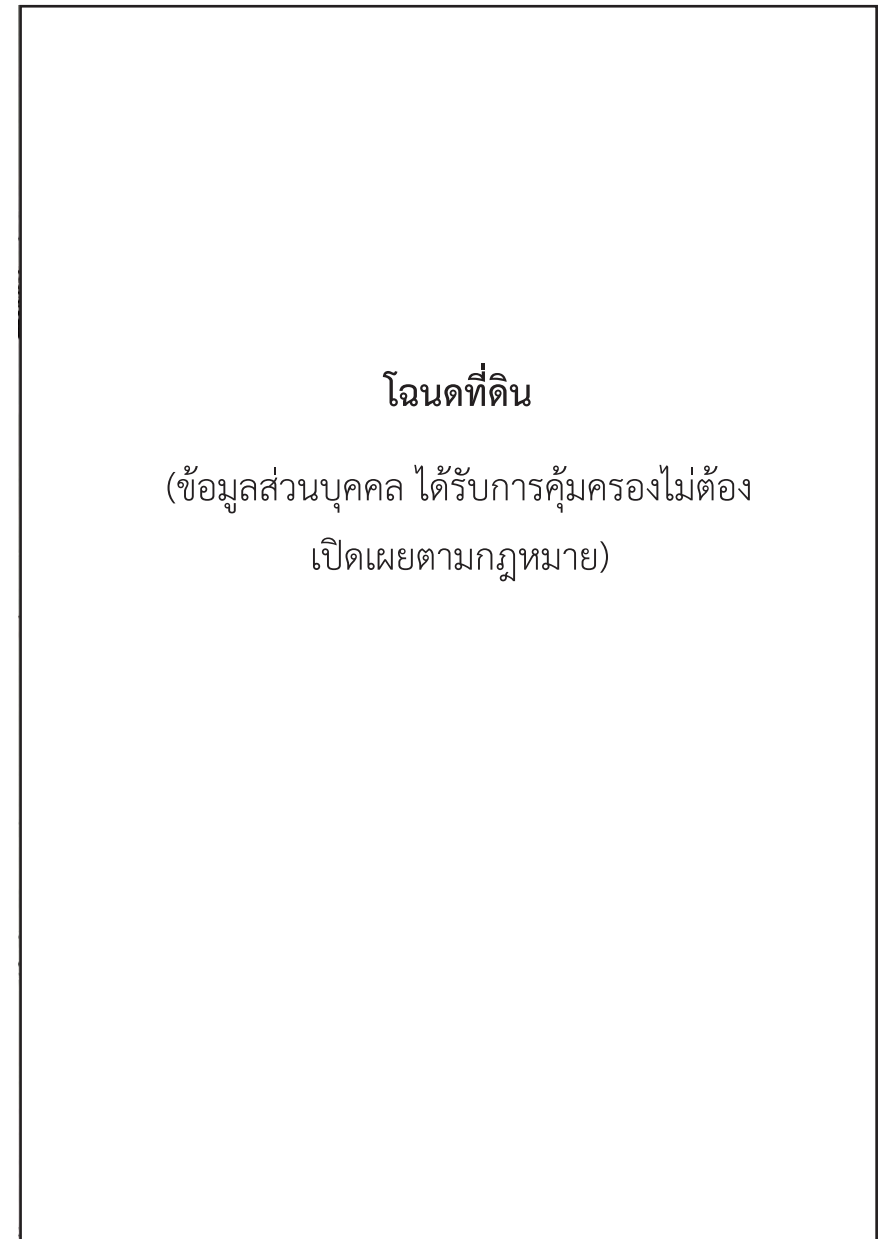 โฉนดที่ดิน
(ข้อมูลส่วนบุคคล ได้รับการคุ้มครองไม่ต้อง
เปิดเผยตามกฎหมาย)